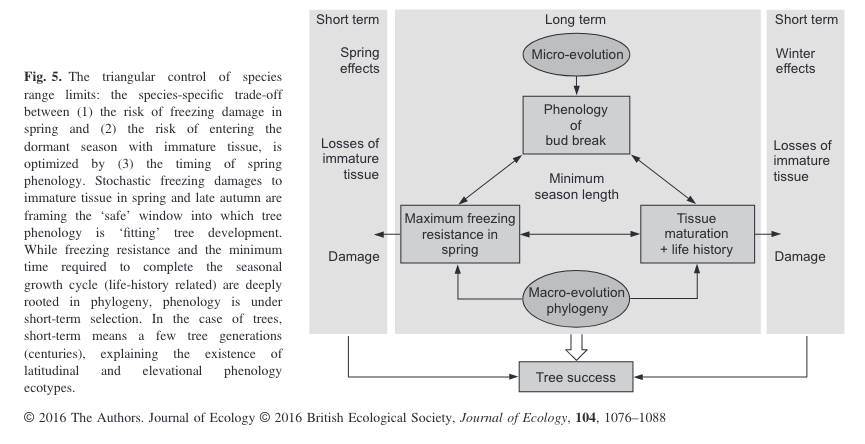 Fig. 5. The triangular control of species
range limits: the species-specific trade-off
between (1) the risk of freezing damage in
spring and (2) the risk of entering the
dormant season with immature tissue, is
optimized by (3) the timing of spring
phenology. Stochastic freezing damages to
immature tissue in spring and late autumn are
framing the ‘safe’ window into which tree
phenology is ‘fitting’ tree development.
While freezing resistance and the minimum
time required to complete the seasonal
growth cycle (life-history related) are deeply
rooted in phylogeny, phenology is under
short-term selection. In the case of trees,
short-term means a few tree generations
(centuries), explaining the existence of
latitudinal and elevational phenology
ecotypes.
Short term
Spring
effects
Losses of
immature
tissue
Damage
Long term
Micro-evolution
Phenology
of
bud break
Minimum
season length
Maximum freezing
resistance in
spring
Tissue
maturation
+ life history
Macro-evolution
phylogeny
Tree success
Short term
Winter
effects
Losses of
immature
tissue
Damage
© 2016 The Authors. Journal of Ecology © 2016 British Ecological Society, Journal of Ecology, 104, 1076–1088